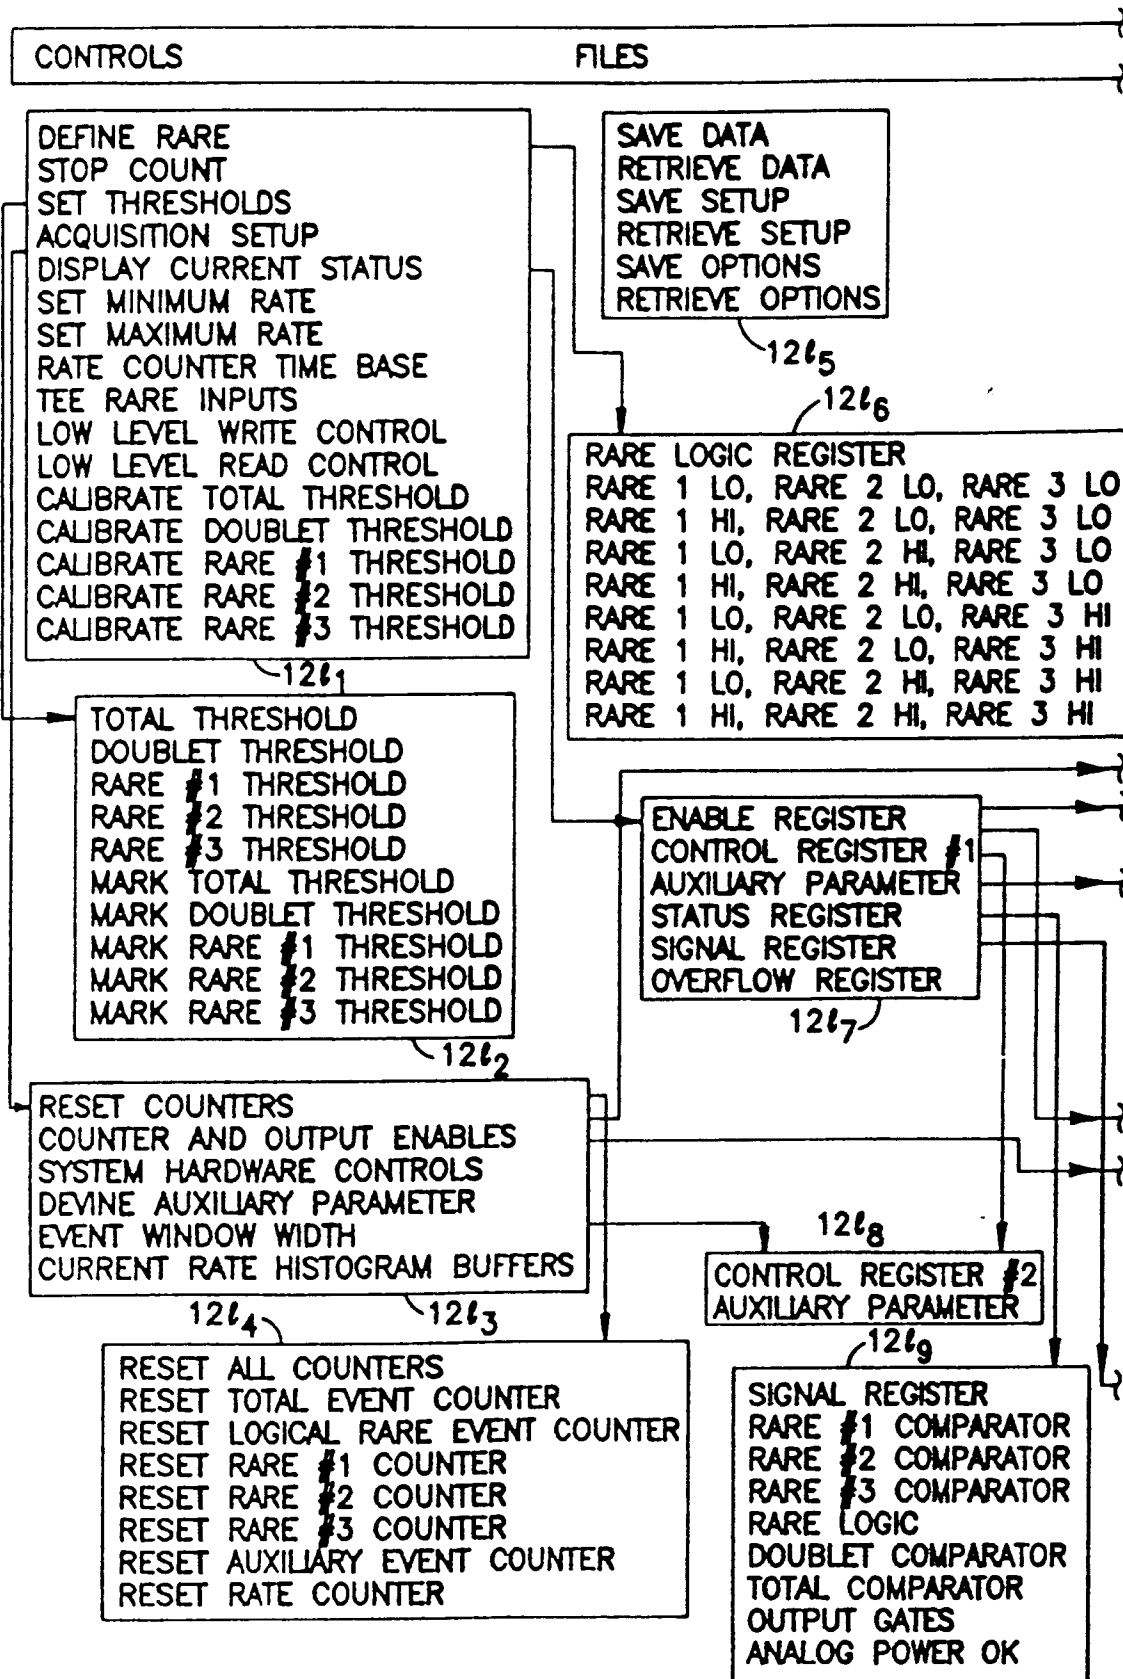 CONTROLS FILES
DEFINE RARE
STOP COUNT
SET THRESHOLDS
ACQUISITION SETUP
DISPLAY CURRENT STATUS
SET MINIMUM RATE
SET MAXIMUM RATE
RATE COUNTER TIME BASE
TEE RARE INPUTS
LOW LEVEL WRITE CONTROL
LOW LEVEL READ CONTROL
CALIBRATE TOTAL THRESHOLD
CALIBRATE DOUBLET THRESHOLD
CALIBRATE RARE #1 THRESHOLD
CALIBRATE RARE #2 THRESHOLD
CALIBRATE RARE #3 THRESHOLD
12ℓ1
SAVE DATA
RETRIEVE DATA
SAVE SETUP
RETRIEVE SETUP
SAVE OPTIONS
RETRIEVE OPTIONS
12ℓ5
12ℓ6
RARE LOGIC REGISTER
RARE 1 LO, RARE 2 LO, RARE 3 LO
RARE 1 HI, RARE 2 LO, RARE 3 LO
RARE 1 LO, RARE 2 HI, RARE 3 LO
RARE 1 HI, RARE 2 HI, RARE 3 LO
RARE 1 LO, RARE 2 LO, RARE 3 HI
RARE 1 HI, RARE 2 LO, RARE 3 HI
RARE 1 LO, RARE 2 HI, RARE 3 HI
RARE 1 HI, RARE 2 HI, RARE 3 HI
TOTAL THRESHOLD
DOUBLET THRESHOLD
RARE #1 THRESHOLD
RARE #2 THRESHOLD
RARE #3 THRESHOLD
MARK TOTAL THRESHOLD
MARK DOUBLET THRESHOLD
MARK RARE #1 THRESHOLD
MARK RARE #2 THRESHOLD
MARK RARE #3 THRESHOLD
12ℓ2
ENABLE REGISTER
CONTROL REGISTER #1
AUXILIARY PARAMETER
STATUS REGISTER
SIGNAL REGISTER
OVERFLOW REGISTER
12ℓ7
RESET COUNTERS
COUNTER AND OUTPUT ENABLES
SYSTEM HARDWARE CONTROLS
DEVINE AUXILIARY PARAMETER
EVENT WINDOW WIDTH
CURRENT RATE HISTOGRAM BUFFERS
12ℓ3
12ℓ8
CONTROL REGISTER #2
AUXILIARY PARAMETER
12ℓ4
RESET ALL COUNTERS
RESET TOTAL EVENT COUNTER
RESET LOGICAL RARE EVENT COUNTER
RESET RARE #1 COUNTER
RESET RARE #2 COUNTER
RESET RARE #3 COUNTER
RESET AUXILIARY EVENT COUNTER
RESET RATE COUNTER
12ℓ9
SIGNAL REGISTER
RARE #1 COMPARATOR
RARE #2 COMPARATOR
RARE #3 COMPARATOR
RARE LOGIC
DOUBLET COMPARATOR
TOTAL COMPARATOR
OUTPUT GATES
ANALOG POWER OK